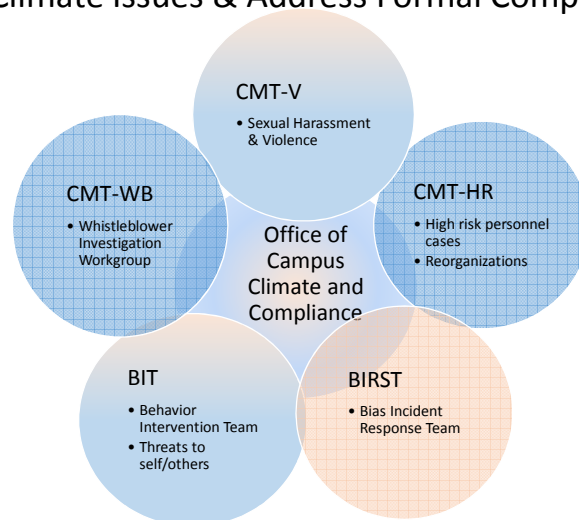 Climate Issues & Address Formal Comp
CMT-V
• Sexual Harassment
& Violence
CMT-WB
• Whistleblower
Investigation
Workgroup
CMT-HR
• High risk personnel
cases
• Reorganizations
Office of
Campus
Climate and
Compliance
BIT
• Behavior
Intervention Team
• Threats to
self/others
BIRST
• Bias Incident
Response Team